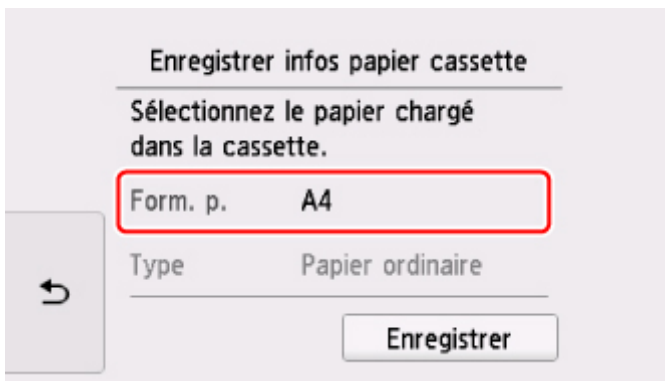 Enregistrer infos papier cassette
Sélectionnez le papier chargé
dans la cassette.
Form. p. A4
Type Papier ordinaire
Enregistrer